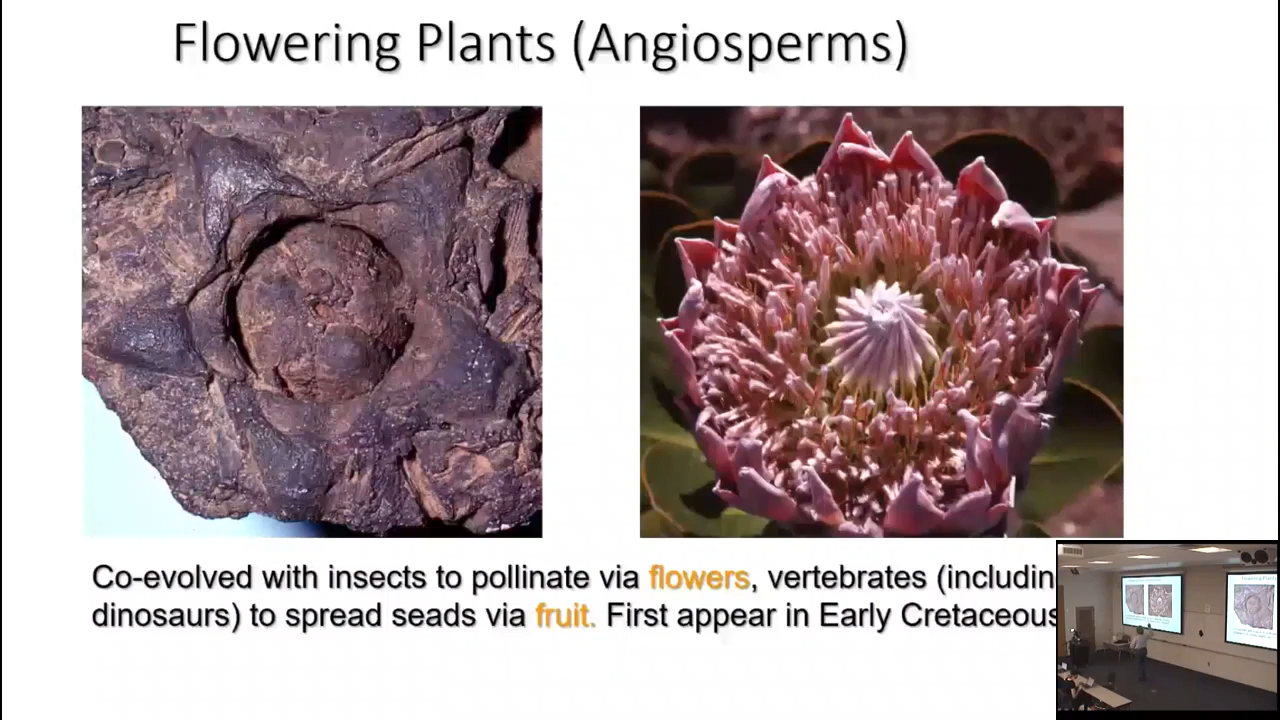 Flowering Plants (Angiosperms)
Co-evolved with insects to pollinate via flowers, vertebrates (includin
dinosaurs) to spread seads via fruit. First appear in Early Cretaceous